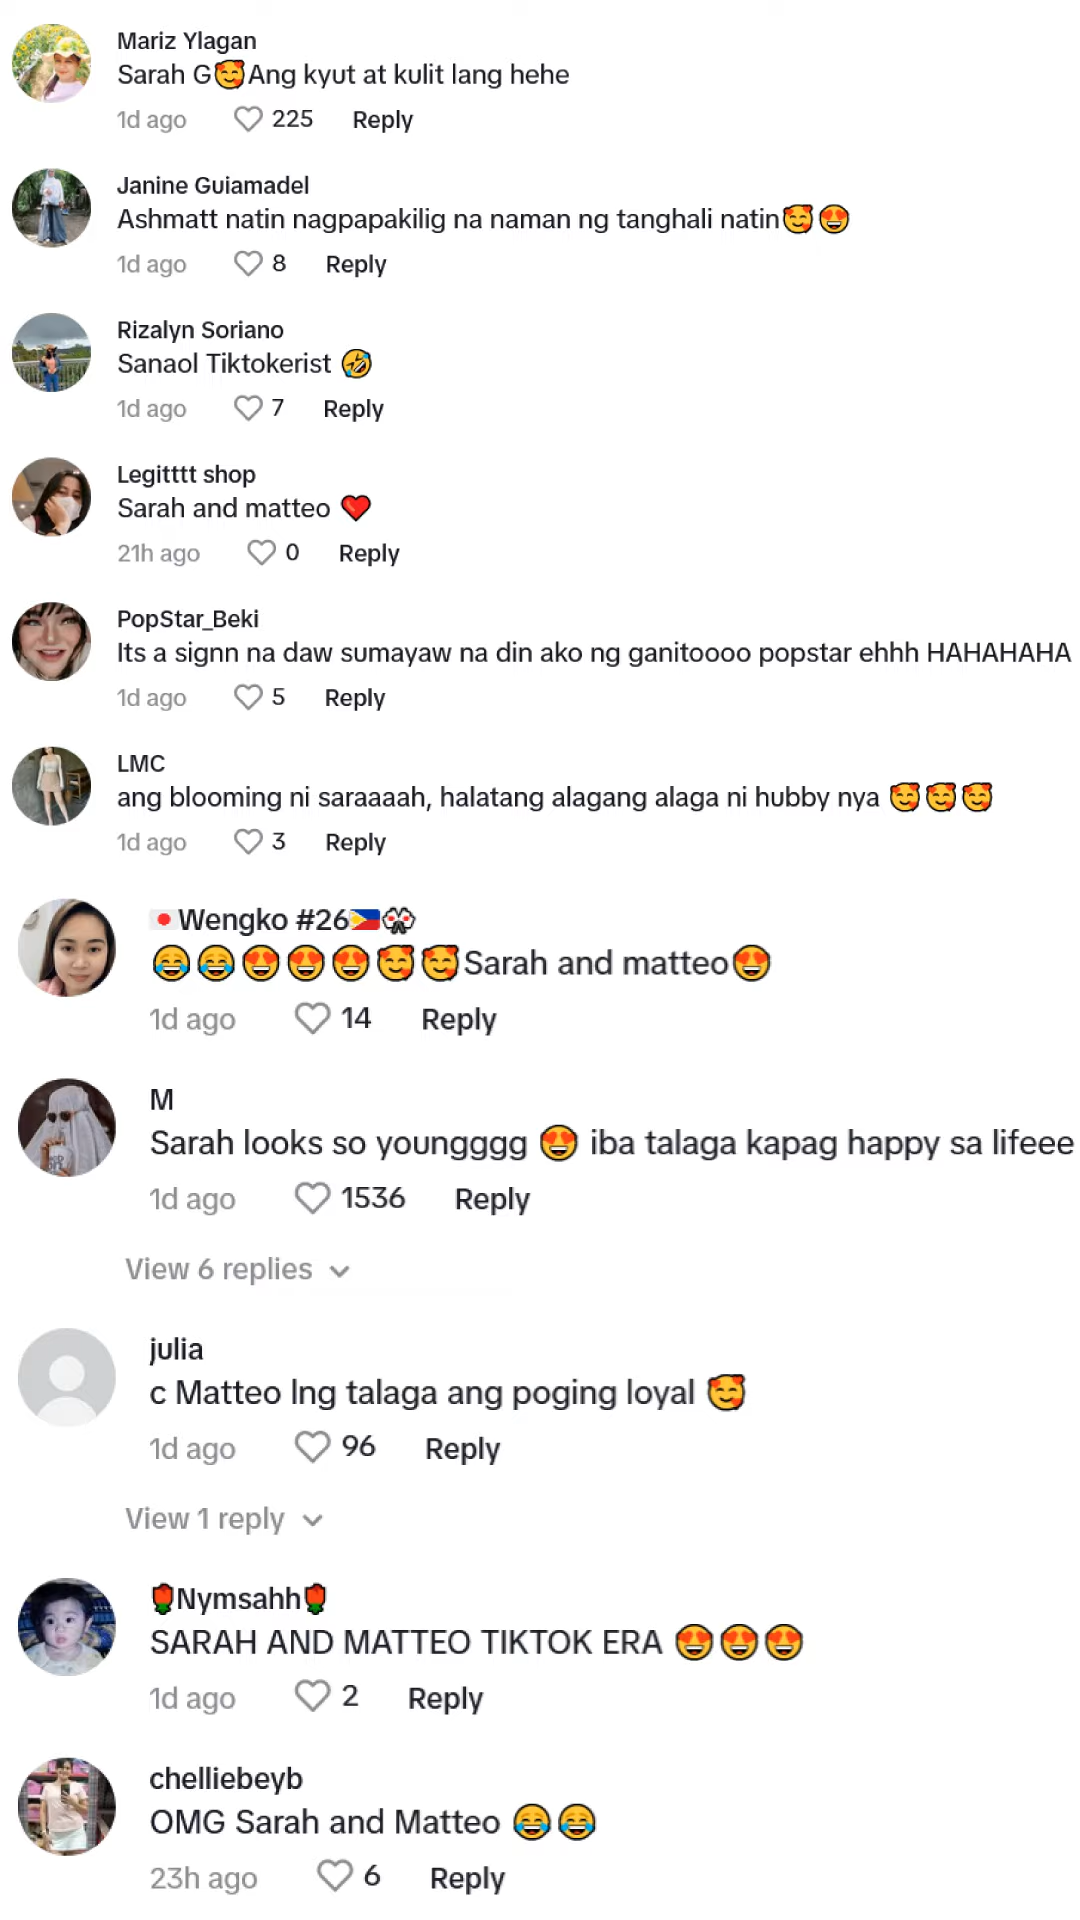 Mariz Ylagan
Sarah G🥰Ang kyut at kulit lang hehe
1d ago 225 Reply
Janine Guiamadel
Ashmatt natin nagpapakilig na naman ng tanghali natin🥰😍
1d ago 8 Reply
Rizalyn Soriano
Sanaol Tiktokerist 🤣
1d ago 7 Reply
Legitttt shop
Sarah and matteo ❤️
21h ago 0 Reply
PopStar_Beki
Its a signn na daw sumayaw na din ako ng ganitoooo popstar ehhh HAHAHAHA
1d ago 5 Reply
LMC
ang blooming ni saraaaah, halatang alagang alaga ni hubby nya 🥰🥰🥰
1d ago 3 Reply
🇯🇵Wengko #26🇵🇭🎌
😂😂😍😍😍🥰🥰Sarah and matteo😍
1d ago 14 Reply
M
Sarah looks so youngggg 😍 iba talaga kapag happy sa lifeee
1d ago 1536 Reply
View 6 replies
julia
c Matteo lng talaga ang poging loyal 🥰
1d ago 96 Reply
View 1 reply
🌹Nymsahh🌹
SARAH AND MATTEO TIKTOK ERA 😍😍😍
1d ago 2 Reply
chelliebeyb
OMG Sarah and Matteo 😂😂
23h ago 6 Reply